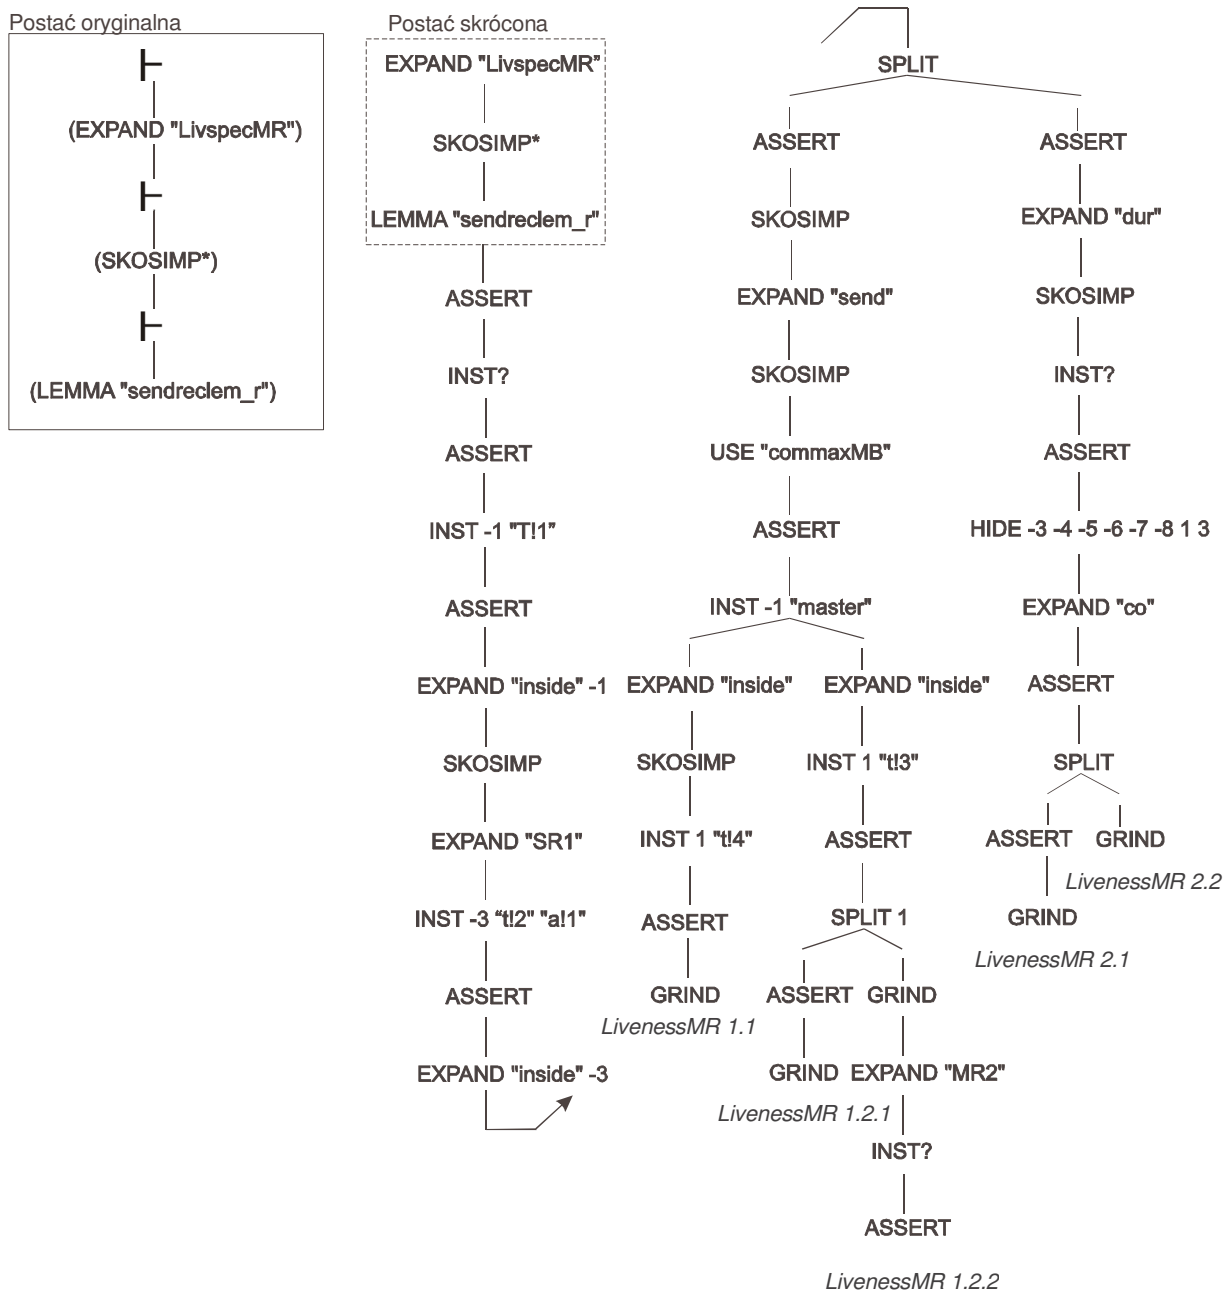 Postać oryginalna
(EXPAND "LivspecMR")
(SKOSIMP*)
(LEMMA "sendreclem_r")
Postać skrócona
EXPAND "LivspecMR"
SKOSIMP*
LEMMA "sendreclem_r"
ASSERT
INST?
ASSERT
INST -1 "T!1"
ASSERT
EXPAND "inside" -1
SKOSIMP
EXPAND "SR1"
INST -3 "t!2" "a!1"
ASSERT
EXPAND "inside" -3
SPLIT
ASSERT
SKOSIMP
EXPAND "send"
SKOSIMP
USE "commaxMB"
ASSERT
INST -1 "master"
EXPAND "inside"
SKOSIMP
INST 1 "t!4"
ASSERT
GRIND
LivenessMR 1.1
EXPAND "inside"
INST 1 "t!3"
ASSERT
SPLIT 1
ASSERT
GRIND
LivenessMR 1.2.1
GRIND
EXPAND "MR2"
INST?
ASSERT
LivenessMR 1.2.2
ASSERT
EXPAND "dur"
SKOSIMP
INST?
ASSERT
HIDE -3 -4 -5 -6 -7 -8 1 3
EXPAND "co"
ASSERT
SPLIT
ASSERT
GRIND
LivenessMR 2.1
GRIND
LivenessMR 2.2